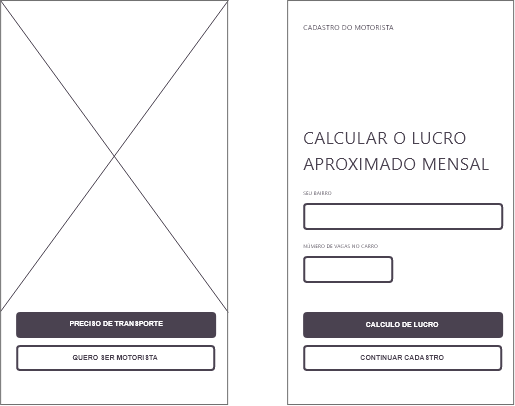 PRECISO DE TRANSPORTE
QUERO SER MOTORISTA
CADASTRO DO MOTORISTA
CALCULAR O LUCRO
APROXIMADO MENSAL
SEU BAIRRO
NÚMERO DE VAGAS NO CARRO
CALCULO DE LUCRO
CONTINUAR CADASTRO